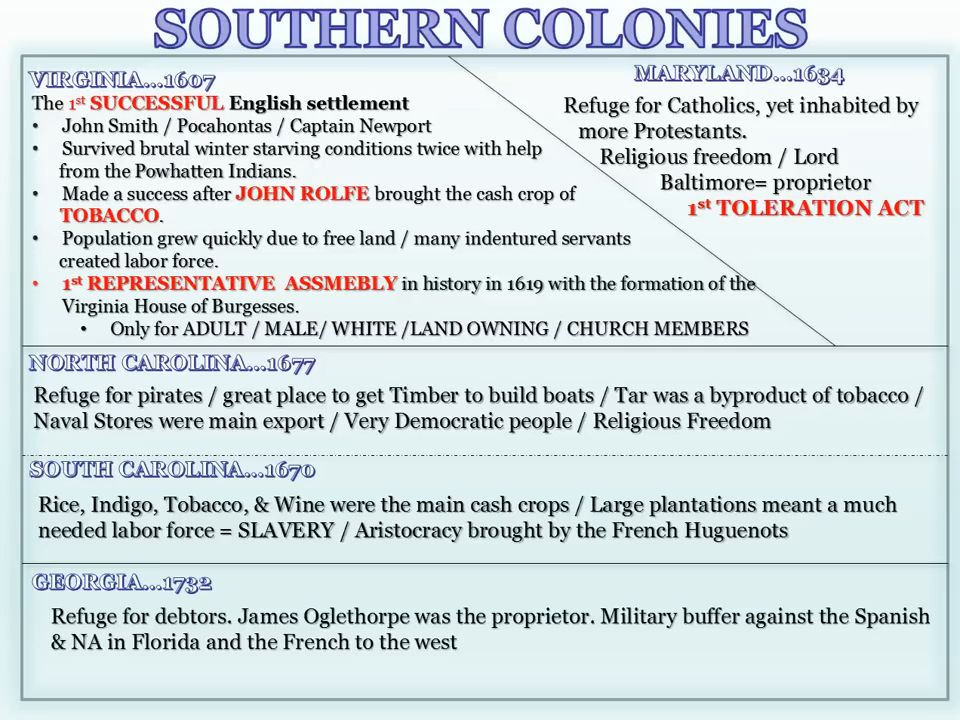 SOUTHERN COLONIES
VIRGINIA...1607
The 1st SUCCESSFUL English settlement
• John Smith / Pocahontas / Captain Newport
• Survived brutal winter starving conditions twice with help
from the Powhatten Indians.
• Made a success after JOHN ROLFE brought the cash crop of
TOBACCO.
• Population grew quickly due to free land / many indentured servants
created labor force.
• 1st REPRESENTATIVE ASSMEBLY in history in 1619 with the formation of the
Virginia House of Burgesses.
• Only for ADULT / MALE/ WHITE /LAND OWNING / CHURCH MEMBERS
MARYLAND...1634
Refuge for Catholics, yet inhabited by
more Protestants.
Religious freedom / Lord
Baltimore= proprietor
1st TOLERATION ACT
NORTH CAROLINA...1677
Refuge for pirates / great place to get Timber to build boats / Tar was a byproduct of tobacco /
Naval Stores were main export / Very Democratic people / Religious Freedom
SOUTH CAROLINA...1670
Rice, Indigo, Tobacco, & Wine were the main cash crops / Large plantations meant a much
needed labor force = SLAVERY / Aristocracy brought by the French Huguenots
GEORGIA...1732
Refuge for debtors. James Oglethorpe was the proprietor. Military buffer against the Spanish
& NA in Florida and the French to the west